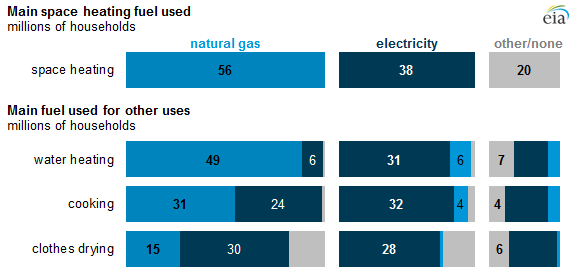 Main space heating fuel used
millions of households
eia
natural gas electricity other/none
space heating 56 38 20
Main fuel used for other uses
millions of households
water heating 49 6 31 6 7
cooking 31 24 32 4 4
clothes drying 15 30 28 6